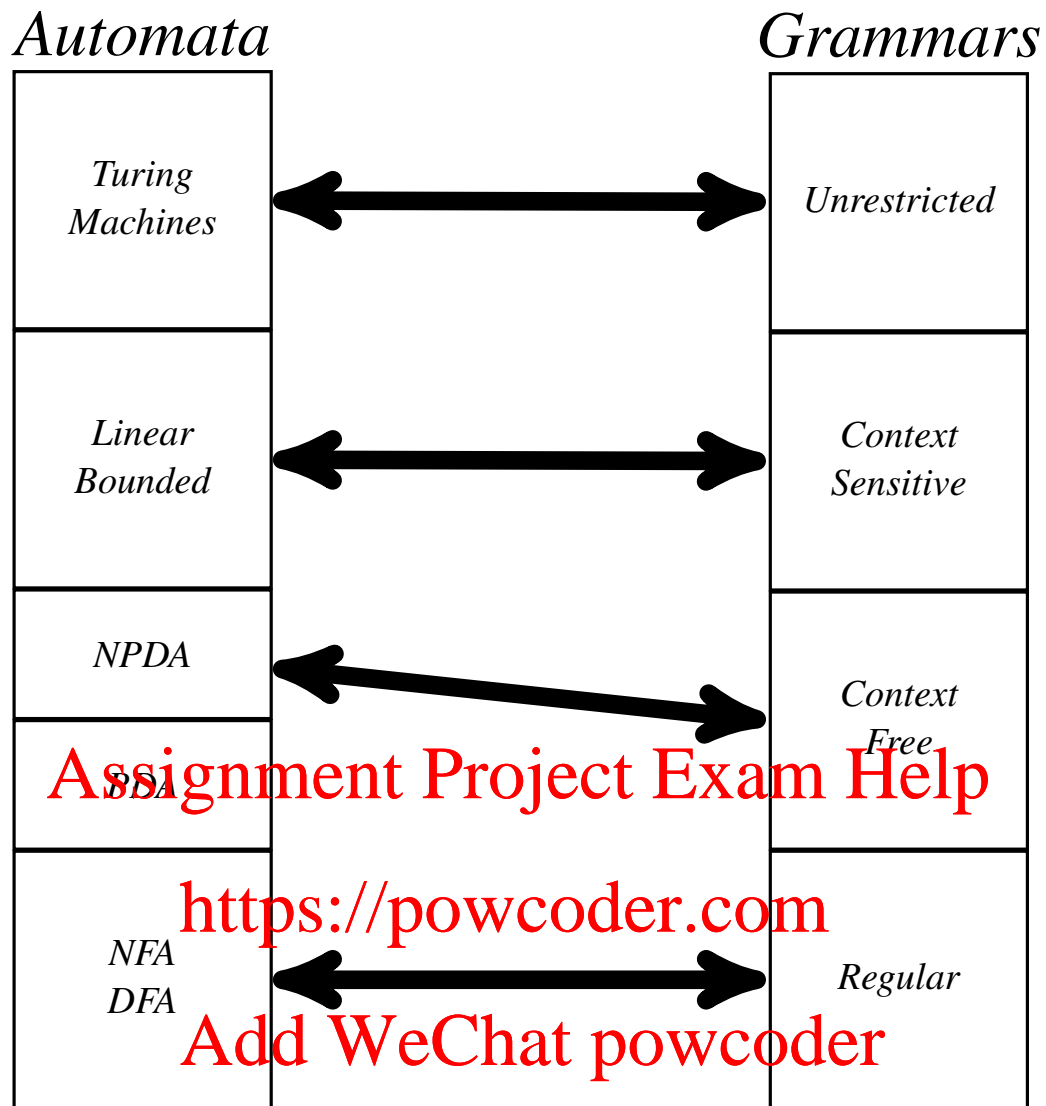 Automata
Grammars
Turing
Machines
Unrestricted
Linear
Bounded
Context
Sensitive
NPDA
Context
Free
Assignment Project Exam Help
https://powcoder.com
NFA
DFA
Regular
Add WeChat powcoder